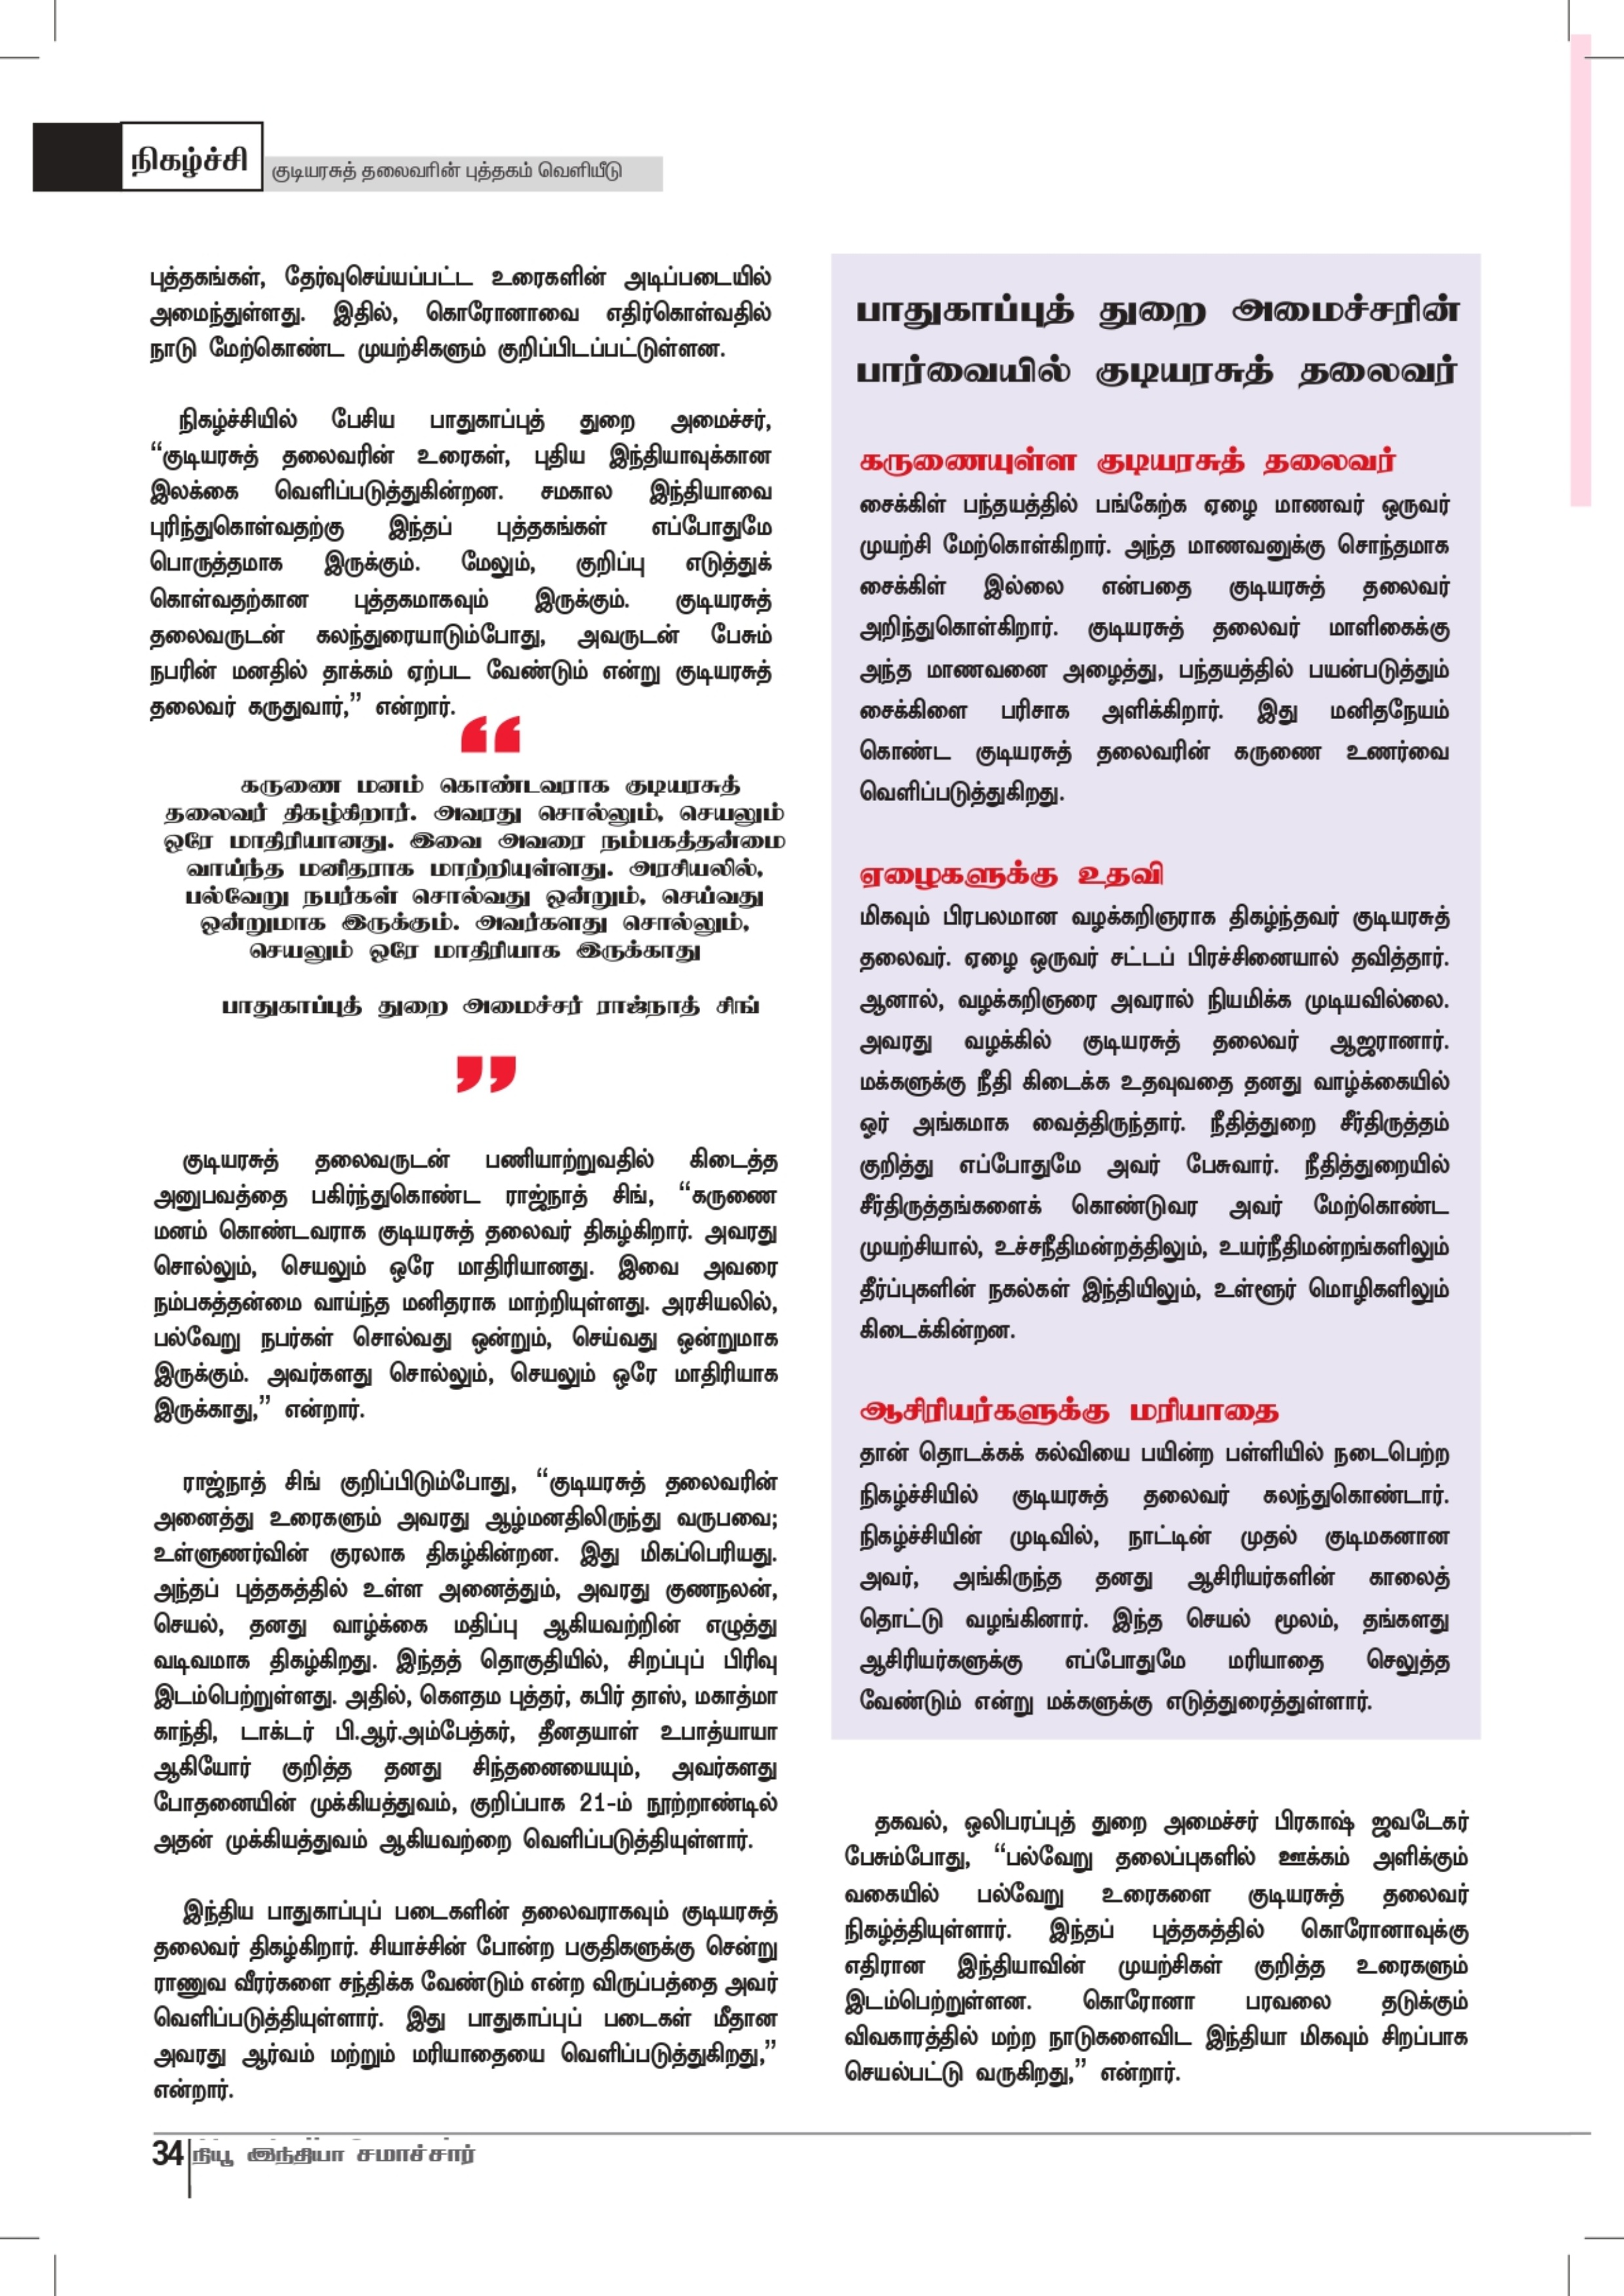 நிகழ்ச்சி
குடியரசுத் தலைவரின் புத்தகம் வெளியீடு
புத்தகங்கள், தேர்வுசெய்யப்பட்ட உரைகளின் அடிப்படையில்
அமைந்துள்ளது. இதில், கொரோனாவை எதிர்கொள்வதில்
நாடு மேற்கொண்ட முயற்சிகளும் குறிப்பிடப்பட்டுள்ளன.
நிகழ்ச்சியில் பேசிய பாதுகாப்புத் துறை அமைச்சர்,
“குடியரசுத் தலைவரின் உரைகள், புதிய இந்தியாவுக்கான
இலக்கை வெளிப்படுத்துகின்றன. சமகால இந்தியாவை
புரிந்துகொள்வதற்கு இந்தப் புத்தகங்கள் எப்போதுமே
பொருத்தமாக இருக்கும். மேலும், குறிப்பு எடுத்துக்
கொள்வதற்கான புத்தகமாகவும் இருக்கும். குடியரசுத்
தலைவருடன் கலந்துரையாடும்போது, அவருடன் பேசும்
நபரின் மனதில் தாக்கம் ஏற்பட வேண்டும் என்று குடியரசுத்
தலைவர் கருதுவார்,” என்றார்.
“
கருணை மனம் கொண்டவராக குடியரசுத்
தலைவர் திகழ்கிறார். அவரது சொல்லும், செயலும்
ஒரே மாதிரியானது. இவை அவரை நம்பகத்தன்மை
வாய்ந்த மனிதராக மாற்றியுள்ளது. அரசியலில்,
பல்வேறு நபர்கள் சொல்வது ஒன்றும், செய்வது
ஒன்றுமாக இருக்கும். அவர்களது சொல்லும்,
செயலும் ஒரே மாதிரியாக இருக்காது
பாதுகாப்புத் துறை அமைச்சர் ராஜ்நாத் சிங்
”
குடியரசுத் தலைவருடன் பணியாற்றுவதில் கிடைத்த
அனுபவத்தை பகிர்ந்துகொண்ட ராஜ்நாத் சிங், “கருணை
மனம் கொண்டவராக குடியரசுத் தலைவர் திகழ்கிறார். அவரது
சொல்லும், செயலும் ஒரே மாதிரியானது. இவை அவரை
நம்பகத்தன்மை வாய்ந்த மனிதராக மாற்றியுள்ளது. அரசியலில்,
பல்வேறு நபர்கள் சொல்வது ஒன்றும், செய்வது ஒன்றுமாக
இருக்கும். அவர்களது சொல்லும், செயலும் ஒரே மாதிரியாக
இருக்காது,” என்றார்.
ராஜ்நாத் சிங் குறிப்பிடும்போது, “குடியரசுத் தலைவரின்
அனைத்து உரைகளும் அவரது ஆழ்மனதிலிருந்து வருபவை;
உள்ளுணர்வின் குரலாக திகழ்கின்றன. இது மிகப்பெரியது.
அந்தப் புத்தகத்தில் உள்ள அனைத்தும், அவரது குணநலன்,
செயல், தனது வாழ்க்கை மதிப்பு ஆகியவற்றின் எழுத்து
வடிவமாக திகழ்கிறது. இந்தத் தொகுதியில், சிறப்புப் பிரிவு
இடம்பெற்றுள்ளது. அதில், கௌதம புத்தர், கபிர் தாஸ், மகாத்மா
காந்தி, டாக்டர் பி.ஆர்.அம்பேத்கர், தீனதயாள் உபாத்யாயா
ஆகியோர் குறித்த தனது சிந்தனையையும், அவர்களது
போதனையின் முக்கியத்துவம், குறிப்பாக 21-ம் நூற்றாண்டில்
அதன் முக்கியத்துவம் ஆகியவற்றை வெளிப்படுத்தியுள்ளார்.
இந்திய பாதுகாப்புப் படைகளின் தலைவராகவும் குடியரசுத்
தலைவர் திகழ்கிறார். சியாச்சின் போன்ற பகுதிகளுக்கு சென்று
ராணுவ வீரர்களை சந்திக்க வேண்டும் என்ற விருப்பத்தை அவர்
வெளிப்படுத்தியுள்ளார். இது பாதுகாப்புப் படைகள் மீதான
அவரது ஆர்வம் மற்றும் மரியாதையை வெளிப்படுத்துகிறது,”
என்றார்.
பாதுகாப்புத் துறை அமைச்சரின்
பார்வையில் குடியரசுத் தலைவர்
கருணையுள்ள குடியரசுத் தலைவர்
சைக்கிள் பந்தயத்தில் பங்கேற்க ஏழை மாணவர் ஒருவர்
முயற்சி மேற்கொள்கிறார். அந்த மாணவனுக்கு சொந்தமாக
சைக்கிள் இல்லை என்பதை குடியரசுத் தலைவர்
அறிந்துகொள்கிறார். குடியரசுத் தலைவர் மாளிகைக்கு
அந்த மாணவனை அழைத்து, பந்தயத்தில் பயன்படுத்தும்
சைக்கிளை பரிசாக அளிக்கிறார். இது மனிதநேயம்
கொண்ட குடியரசுத் தலைவரின் கருணை உணர்வை
வெளிப்படுத்துகிறது.
ஏழைகளுக்கு உதவி
மிகவும் பிரபலமான வழக்கறிஞராக திகழ்ந்தவர் குடியரசுத்
தலைவர். ஏழை ஒருவர் சட்டப் பிரச்சினையால் தவித்தார்.
ஆனால், வழக்கறிஞரை அவரால் நியமிக்க முடியவில்லை.
அவரது வழக்கில் குடியரசுத் தலைவர் ஆஜரானார்.
மக்களுக்கு நீதி கிடைக்க உதவுவதை தனது வாழ்க்கையில்
ஓர் அங்கமாக வைத்திருந்தார். நீதித்துறை சீர்திருத்தம்
குறித்து எப்போதுமே அவர் பேசுவார். நீதித்துறையில்
சீர்திருத்தங்களைக் கொண்டுவர அவர் மேற்கொண்ட
முயற்சியால், உச்சநீதிமன்றத்திலும், உயர்நீதிமன்றங்களிலும்
தீர்ப்புகளின் நகல்கள் இந்தியிலும், உள்ளூர் மொழிகளிலும்
கிடைக்கின்றன.
ஆசிரியர்களுக்கு மரியாதை
தான் தொடக்கக் கல்வியை பயின்ற பள்ளியில் நடைபெற்ற
நிகழ்ச்சியில் குடியரசுத் தலைவர் கலந்துகொண்டார்.
நிகழ்ச்சியின் முடிவில், நாட்டின் முதல் குடிமகனான
அவர், அங்கிருந்த தனது ஆசிரியர்களின் காலைத்
தொட்டு வழங்கினார். இந்த செயல் மூலம், தங்களது
ஆசிரியர்களுக்கு எப்போதுமே மரியாதை செலுத்த
வேண்டும் என்று மக்களுக்கு எடுத்துரைத்துள்ளார்.
தகவல், ஒலிபரப்புத் துறை அமைச்சர் பிரகாஷ் ஜவடேகர்
பேசும்போது, “பல்வேறு தலைப்புகளில் ஊக்கம் அளிக்கும்
வகையில் பல்வேறு உரைகளை குடியரசுத் தலைவர்
நிகழ்த்தியுள்ளார். இந்தப் புத்தகத்தில் கொரோனாவுக்கு
எதிரான இந்தியாவின் முயற்சிகள் குறித்த உரைகளும்
இடம்பெற்றுள்ளன. கொரோனா பரவலை தடுக்கும்
விவகாரத்தில் மற்ற நாடுகளைவிட இந்தியா மிகவும் சிறப்பாக
செயல்பட்டு வருகிறது,” என்றார்.
34 நியூ இந்தியா சமாச்சார்